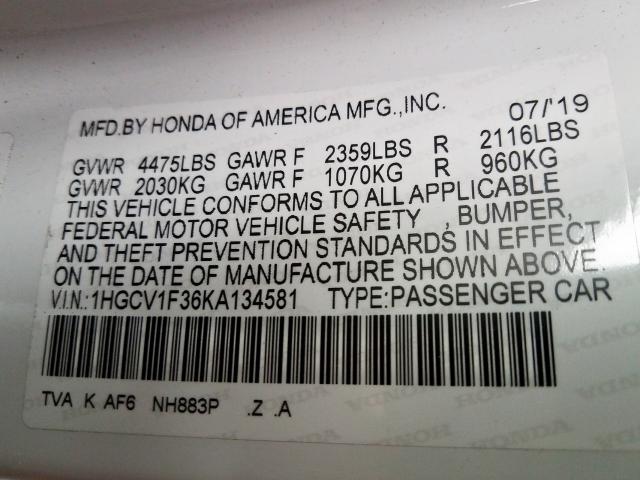 MFD.BY HONDA OF AMERICA MFG.,INC. 07/'19
GVWR 4475LBS GAWR F 2359LBS R 2116LBS
GVWR 2030KG GAWR F 1070KG R 960KG
THIS VEHICLE CONFORMS TO ALL APPLICABLE
FEDERAL MOTOR VEHICLE SAFETY , BUMPER,
AND THEFT PREVENTION STANDARDS IN EFFECT
ON THE DATE OF MANUFACTURE SHOWN ABOVE.
V.I.N.:1HGCV1F36KA134581 TYPE:PASSENGER CAR
TVA K AF6 NH883P .Z .A